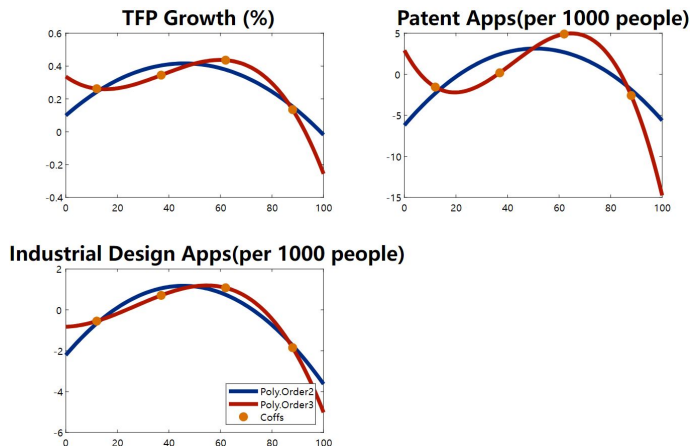 TFP Growth (%)
0.6
0.4
0.2
0
-0.2
-0.4
0 20 40 60 80 100
Patent Apps(per 1000 people)
5
0
-5
-10
-15
0 20 40 60 80 100
Industrial Design Apps(per 1000 people)
2
0
-2
-4
-6
0 20 40 60 80 100
Poly.Order2
Poly.Order3
Coffs